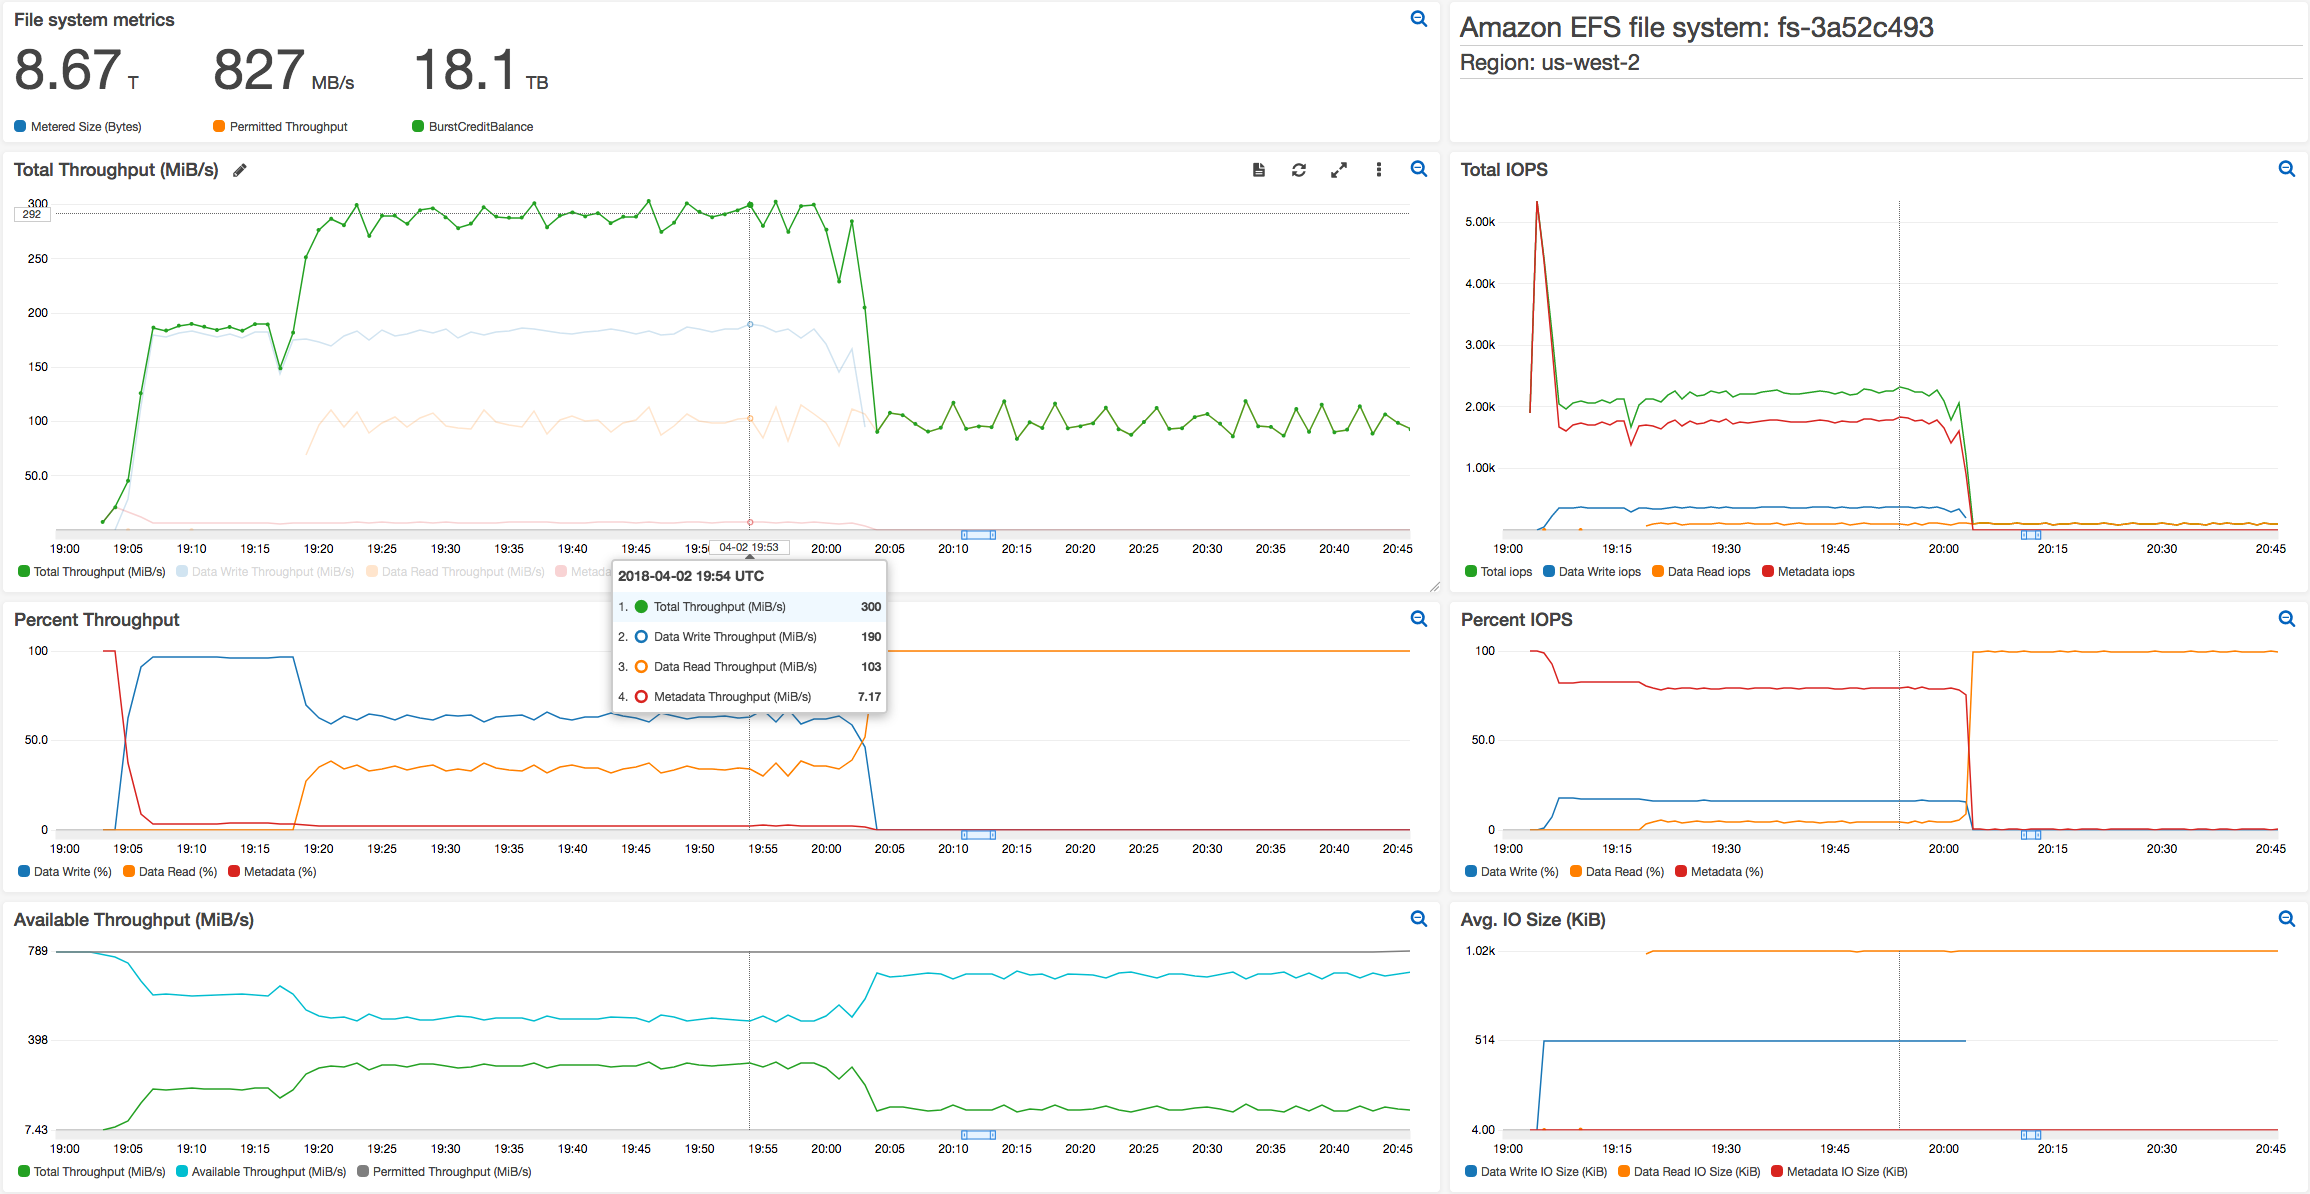 File system metrics
8.67 T 827 MB/s 18.1 TB
Metered Size (Bytes) Permitted Throughput BurstCreditBalance
Amazon EFS file system: fs-3a52c493
Region: us-west-2
Total Throughput (MiB/s)
300
292
250
200
150
100
50.0
19:00 19:05 19:10 19:15 19:20 19:25 19:30 19:35 19:40 19:45 19:50 04-02 19:53 20:00 20:05 20:10 20:15 20:20 20:25 20:30 20:35 20:40 20:45
Total Throughput (MiB/s) Data Write Throughput (MiB/s) Data Read Throughput (MiB/s) Metada
2018-04-02 19:54 UTC
1. Total Throughput (MiB/s) 300
2. Data Write Throughput (MiB/s) 190
3. Data Read Throughput (MiB/s) 103
4. Metadata Throughput (MiB/s) 7.17
Total IOPS
5.00k
4.00k
3.00k
2.00k
1.00k
19:00 19:15 19:30 19:45 20:00 20:15 20:30 20:45
Total iops Data Write iops Data Read iops Metadata iops
Percent Throughput
100
50.0
0
19:00 19:05 19:10 19:15 19:20 19:25 19:30 19:35 19:40 19:45 19:50 19:55 20:00 20:05 20:10 20:15 20:20 20:25 20:30 20:35 20:40 20:45
Data Write (%) Data Read (%) Metadata (%)
Percent IOPS
100
50.0
0
19:00 19:15 19:30 19:45 20:00 20:15 20:30 20:45
Data Write (%) Data Read (%) Metadata (%)
Available Throughput (MiB/s)
789
398
7.43
19:00 19:05 19:10 19:15 19:20 19:25 19:30 19:35 19:40 19:45 19:50 19:55 20:00 20:05 20:10 20:15 20:20 20:25 20:30 20:35 20:40 20:45
Total Throughput (MiB/s) Available Throughput (MiB/s) Permitted Throughput (MiB/s)
Avg. IO Size (KiB)
1.02k
514
4.00
19:00 19:15 19:30 19:45 20:00 20:15 20:30 20:45
Data Write IO Size (KiB) Data Read IO Size (KiB) Metadata IO Size (KiB)